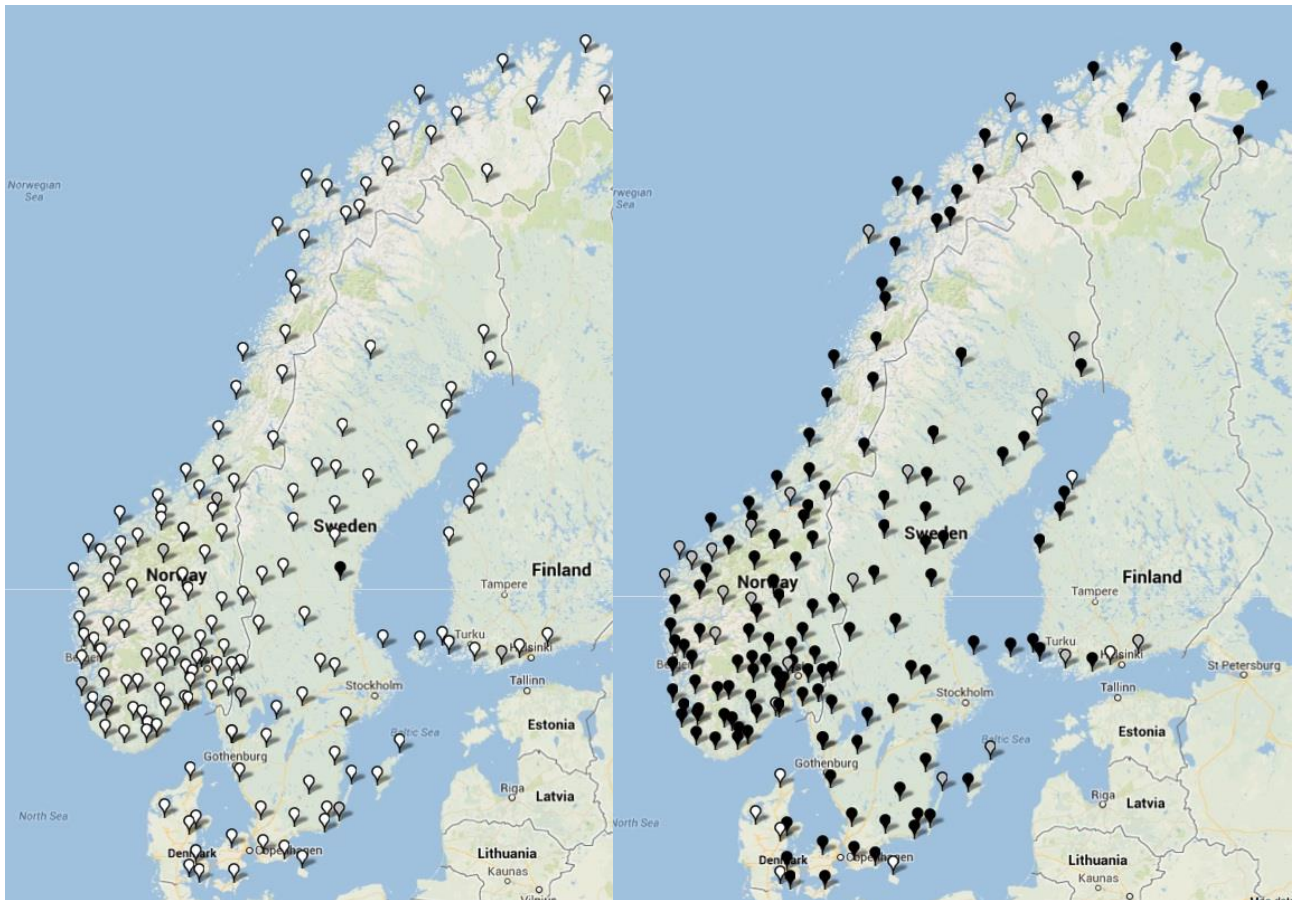 Norwegian
Sea
Sweden
Norway
Finland
Tampere
Turku
Helsinki
Stockholm
Tallinn
Estonia
Baltic Sea
Gothenburg
Riga
Latvia
North Sea
Denmark
Copenhagen
Lithuania
Kaunas
Vilnius
rwegian
Sea
Sweden
Norway
Finland
Tampere
Turku
Helsinki
St Petersburg
Stockholm
Tallinn
Estonia
Baltic Sea
Gothenburg
Riga
Latvia
North Sea
Denmark
Copenhagen
Lithuania
Kaunas